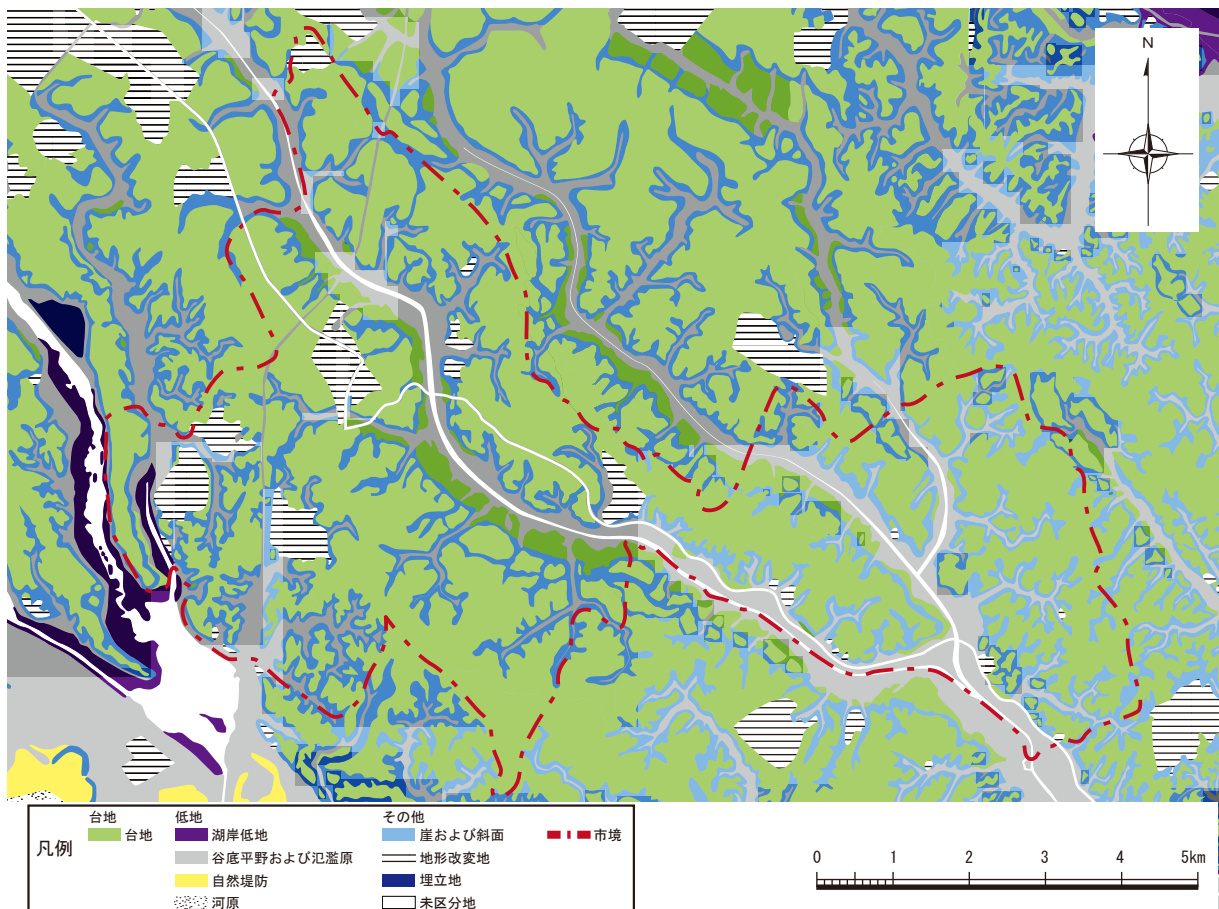 N
凡例
台地
台地
低地
湖岸低地
谷底平野および氾濫原
自然堤防
河原
その他
崖および斜面
地形改変地
埋立地
未区分地
市境
0 1 2 3 4 5km